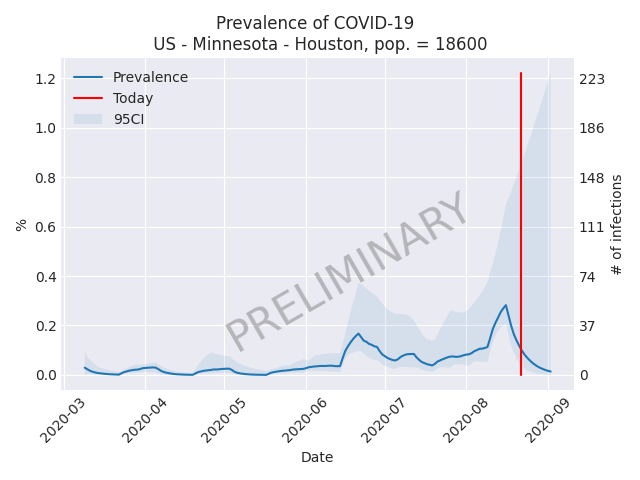 Prevalence of COVID-19
US - Minnesota - Houston, pop. = 18600
Prevalence
Today
95CI
1.2
1.0
0.8
0.6
0.4
0.2
0.0
%
223
186
148
111
74
37
0
# of infections
PRELIMINARY
2020-03
2020-04
2020-05
2020-06
2020-07
2020-08
2020-09
Date